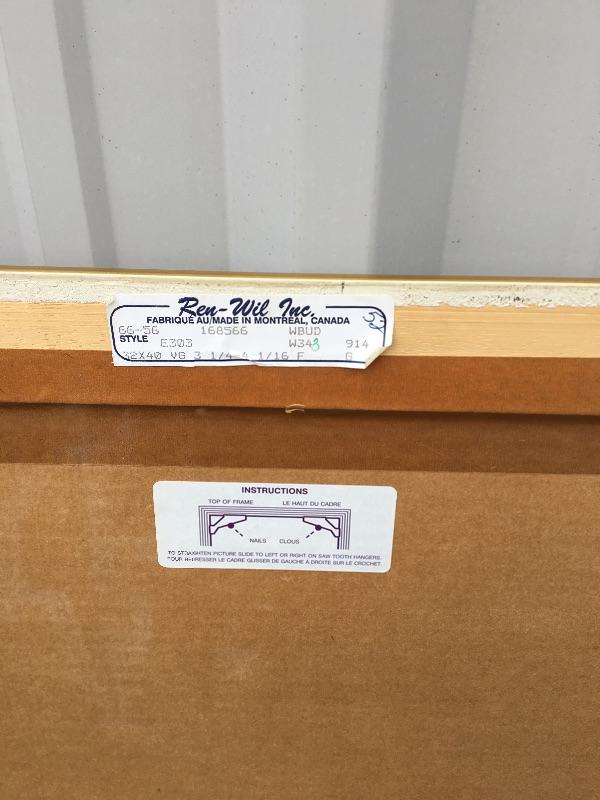 Ren-Wil Inc.
FABRIQUÉ AU/MADE IN MONTRÉAL, CANADA
66-56 168566 WBUD
STYLE E303 W343 914
32X40 VG 3 1/4-4 1/16 F G
INSTRUCTIONS
TOP OF FRAME LE HAUT DU CADRE
NAILS CLOUS
TO STRAIGHTEN PICTURE SLIDE TO LEFT OR RIGHT ON SAW TOOTH HANGERS.
POUR REDRESSER LE CADRE GLISSER DE GAUCHE À DROITE SUR LE CROCHET.